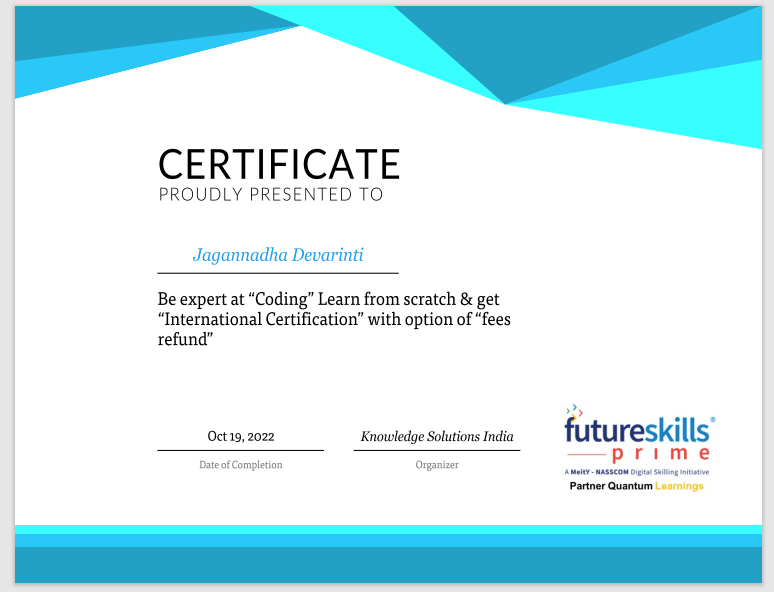 CERTIFICATE
PROUDLY PRESENTED TO
Jagannadha Devarinti
Be expert at “Coding” Learn from scratch & get
“International Certification” with option of “fees
refund”
Oct 19, 2022
Date of Completion
Knowledge Solutions India
Organizer
futureskills®
prime
A MeitY - NASSCOM Digital Skilling Initiative
Partner Quantum Learnings